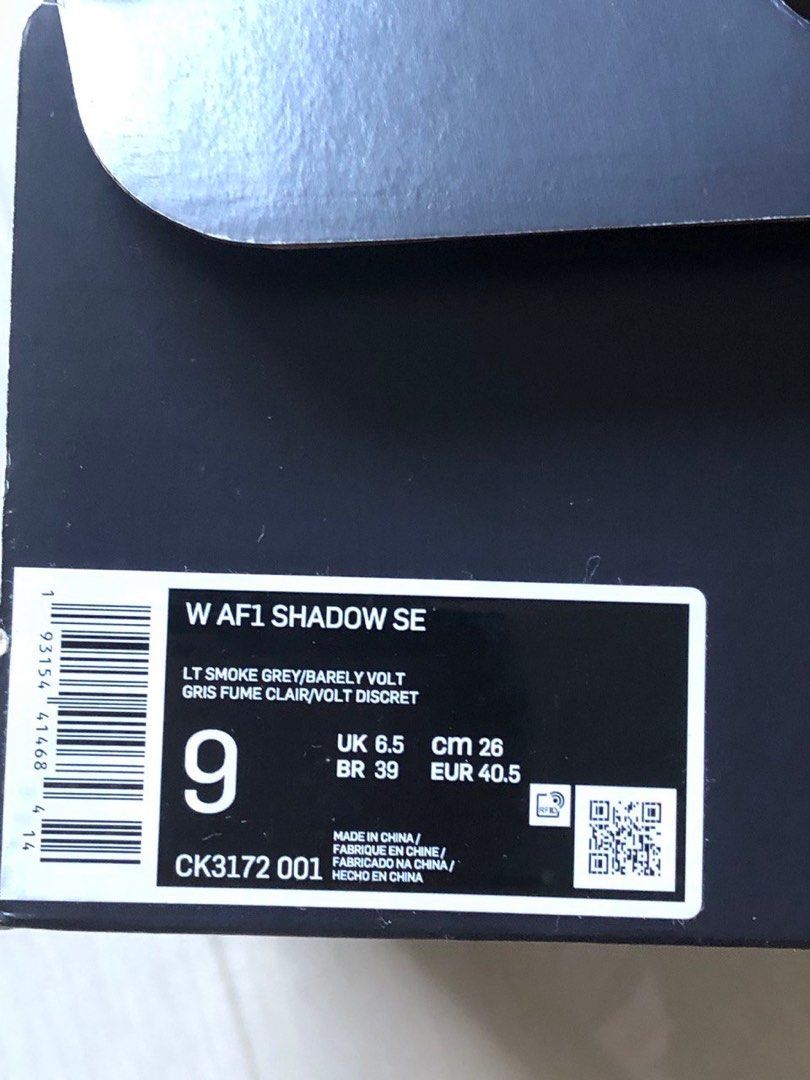 W AF1 SHADOW SE
LT SMOKE GREY/BARELY VOLT
GRIS FUME CLAIR/VOLT DISCRET
9
UK 6.5 cm 26
BR 39 EUR 40.5
RFID
CK3172 001
MADE IN CHINA/
FABRIQUE EN CHINE/
FABRICADO NA CHINA/
HECHO EN CHINA
1 93154 41468 4 14